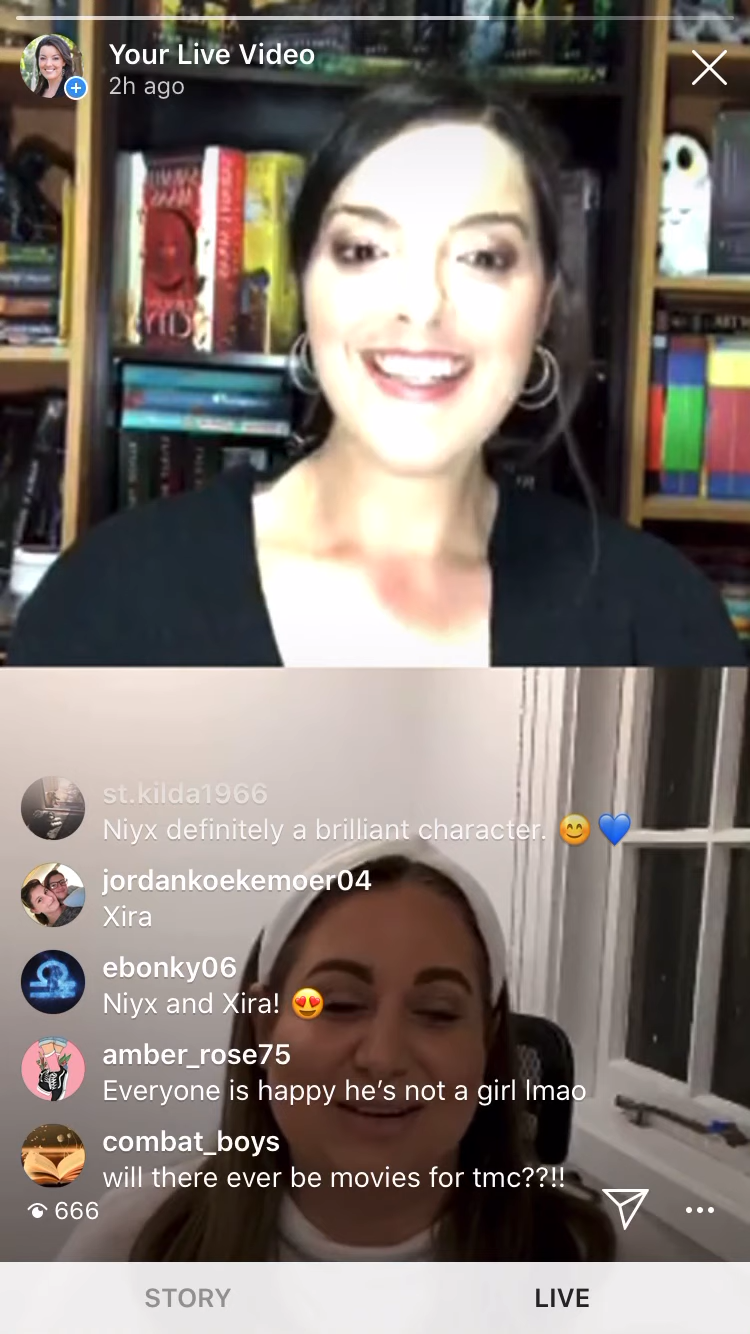 Your Live Video
2h ago
st.kilda1966
Niyx definitely a brilliant character. 😊💙
jordankoekemoer04
Xira
ebonky06
Niyx and Xira! 😍
amber_rose75
Everyone is happy he's not a girl lmao
combat_boys
will there ever be movies for tmc??!!
666
STORY
LIVE